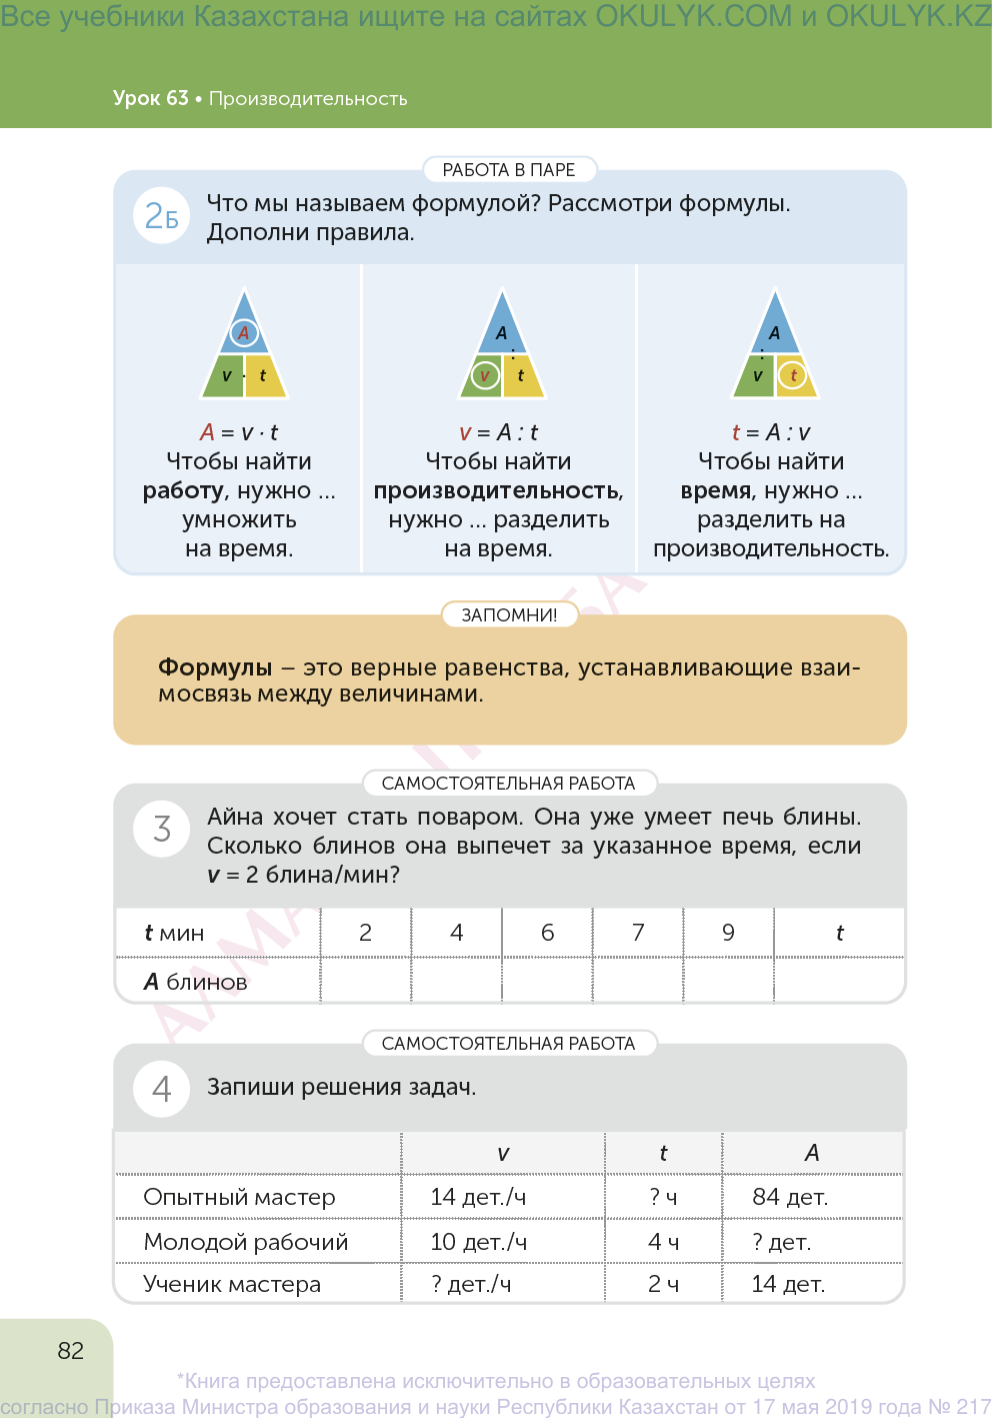 Все учебники Казахстана ищите на сайтах OKULYK.COM и OKULYK.KZ
Урок 63 • Производительность
РАБОТА В ПАРЕ
2Б
Что мы называем формулой? Рассмотри формулы.
Дополни правила.
A
v · t
A = v · t
Чтобы найти
работу, нужно ...
умножить
на время.
A
:
v t
v = A : t
Чтобы найти
производительность,
нужно ... разделить
на время.
A
:
v t
t = A : v
Чтобы найти
время, нужно ...
разделить на
производительность.
ЗАПОМНИ!
Формулы – это верные равенства, устанавливающие взаи-
мосвязь между величинами.
САМОСТОЯТЕЛЬНАЯ РАБОТА
3
Айна хочет стать поваром. Она уже умеет печь блины.
Сколько блинов она выпечет за указанное время, если
v = 2 блина/мин?
t мин 2 4 6 7 9 t
A блинов
САМОСТОЯТЕЛЬНАЯ РАБОТА
4
Запиши решения задач.
v t A
Опытный мастер 14 дет./ч ? ч 84 дет.
Молодой рабочий 10 дет./ч 4 ч ? дет.
Ученик мастера ? дет./ч 2 ч 14 дет.
82
*Книга предоставлена исключительно в образовательных целях
согласно Приказа Министра образования и науки Республики Казахстан от 17 мая 2019 года № 217